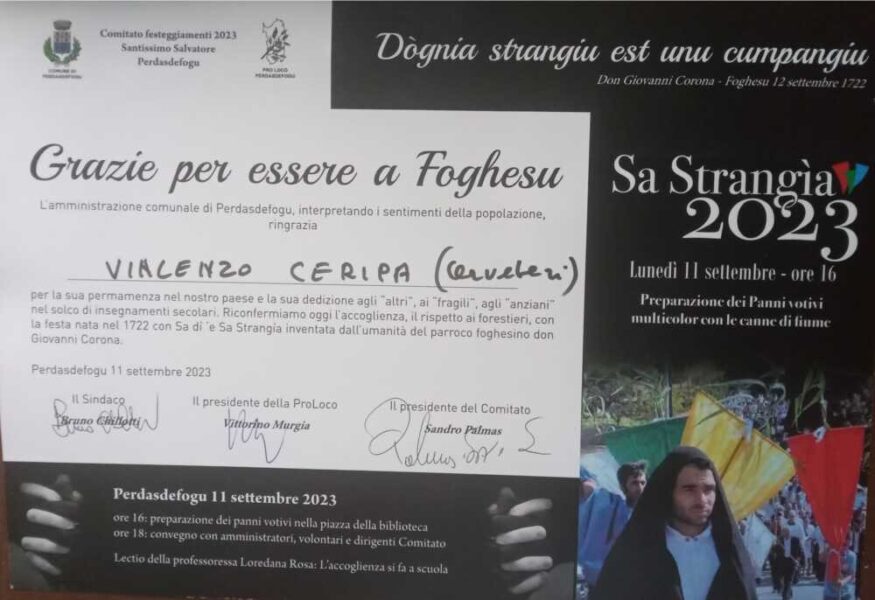 COMUNE DI
PERDASDEFOGU
Comitato festeggiamenti 2023
Santissimo Salvatore
Perdasdefogu
PRO LOCO
PERDASDEFOGU
Dògnia strangiu est unu cumpangiu
Don Giovanni Corona - Foghesu 12 settembre 1722
Grazie per essere a Foghesu
L'amministrazione comunale di Perdasdefogu, interpretando i sentimenti della popolazione,
ringrazia
VINCENZO CERIPA (Cerveteri)
per la sua permamenza nel nostro paese e la sua dedizione agli "altri", ai "fragili", agli "anziani"
nel solco di insegnamenti secolari. Riconfermiamo oggi l'accoglienza, il rispetto ai forestieri, con
la festa nata nel 1722 con Sa dí 'e Sa Strangìa inventata dall'umanità del parroco foghesino don
Giovanni Corona.
Perdasdefogu 11 settembre 2023
Il Sindaco
Bruno Chillotti
Il presidente della ProLoco
Vittorino Murgia
Il presidente del Comitato
Sandro Palmas
Sa Strangìa
2023
Lunedì 11 settembre - ore 16
Preparazione dei Panni votivi
multicolor con le canne di fiume
Perdasdefogu 11 settembre 2023
ore 16: preparazione dei panni votivi nella piazza della biblioteca
ore 18: convegno con amministratori, volontari e dirigenti Comitato
Lectio della professoressa Loredana Rosa: L'accoglienza si fa a scuola